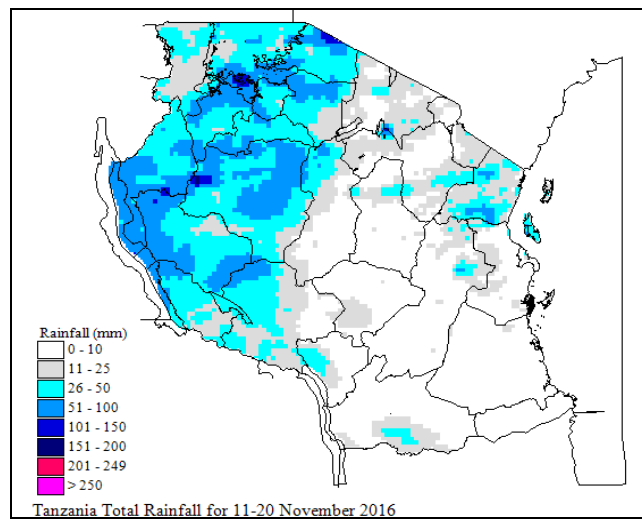 Rainfall (mm)
0 - 10
11 - 25
26 - 50
51 - 100
101 - 150
151 - 200
201 - 249
> 250
Tanzania Total Rainfall for 11-20 November 2016